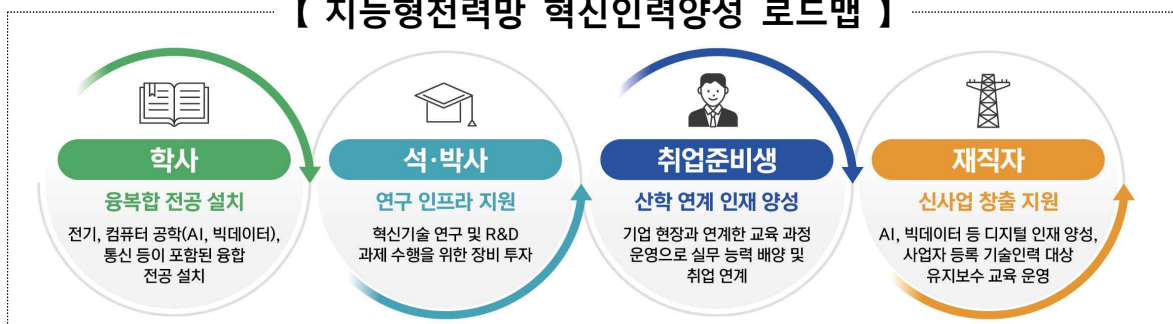 【 지능형전력망 혁신인력양성 로드맵 】
학사
융복합 전공 설치
전기, 컴퓨터 공학(AI, 빅데이터),
통신 등이 포함된 융합
전공 설치
석·박사
연구 인프라 지원
혁신기술 연구 및 R&D
과제 수행을 위한 장비 투자
취업준비생
산학 연계 인재 양성
기업 현장과 연계한 교육 과정
운영으로 실무 능력 배양 및
취업 연계
재직자
신사업 창출 지원
AI, 빅데이터 등 디지털 인재 양성,
사업자 등록 기술인력 대상
유지보수 교육 운영